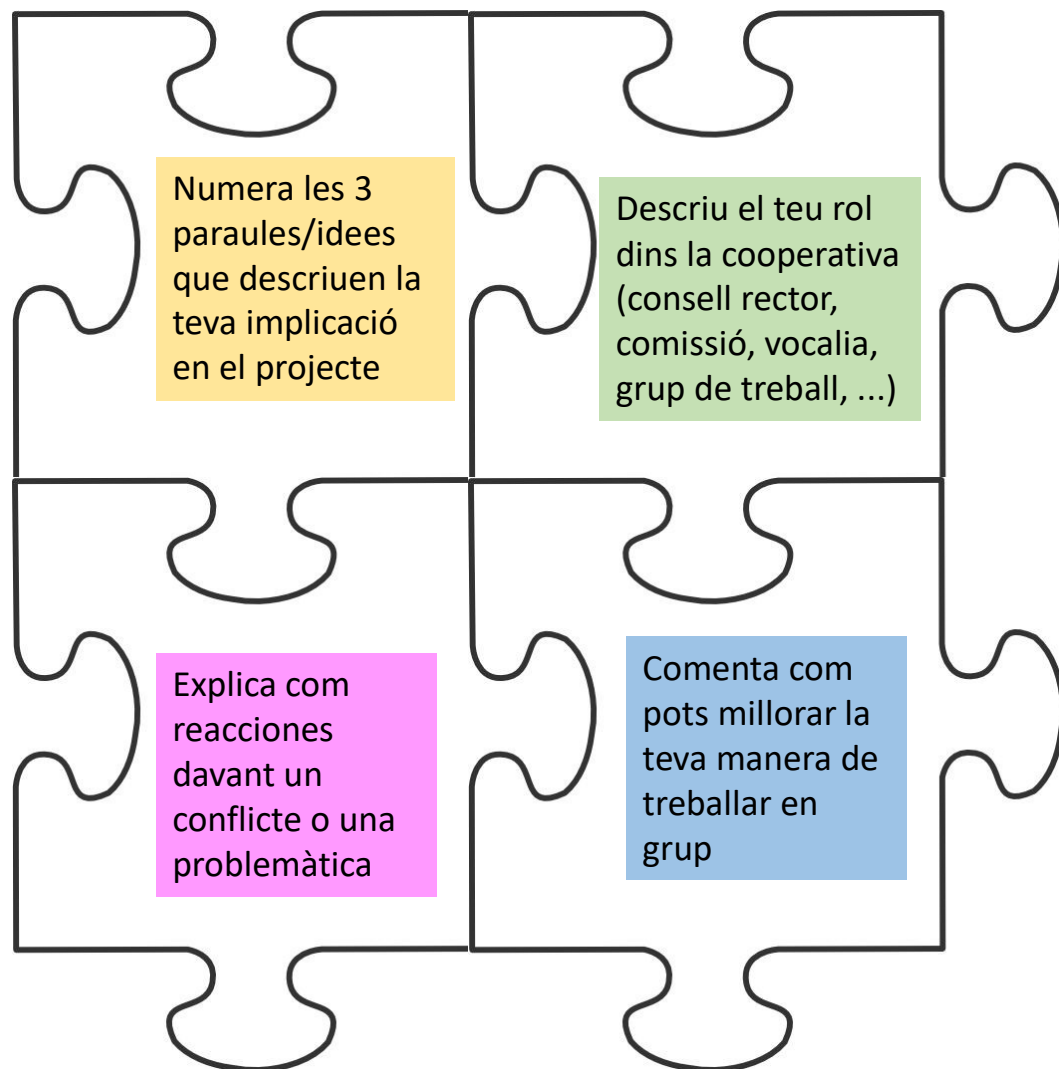 Numera les 3
paraules/idees
que descriuen la
teva implicació
en el projecte
Descriu el teu rol
dins la cooperativa
(consell rector,
comissió, vocalia,
grup de treball, ...)
Explica com
reacciones
davant un
conflicte o una
problemàtica
Comenta com
pots millorar la
teva manera de
treballar en
grup